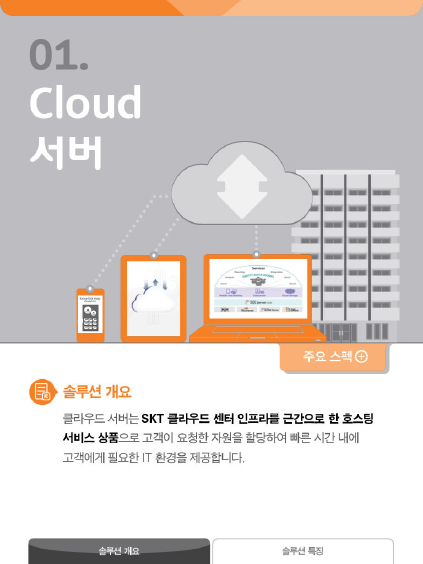 01.
Cloud
서버
주요 스펙
솔루션 개요
클라우드 서버는 SKT 클라우드 센터 인프라를 근간으로 한 호스팅
서비스 상품으로 고객이 요청한 자원을 할당하여 빠른 시간 내에
고객에게 필요한 IT 환경을 제공합니다.
솔루션 개요
솔루션 특징